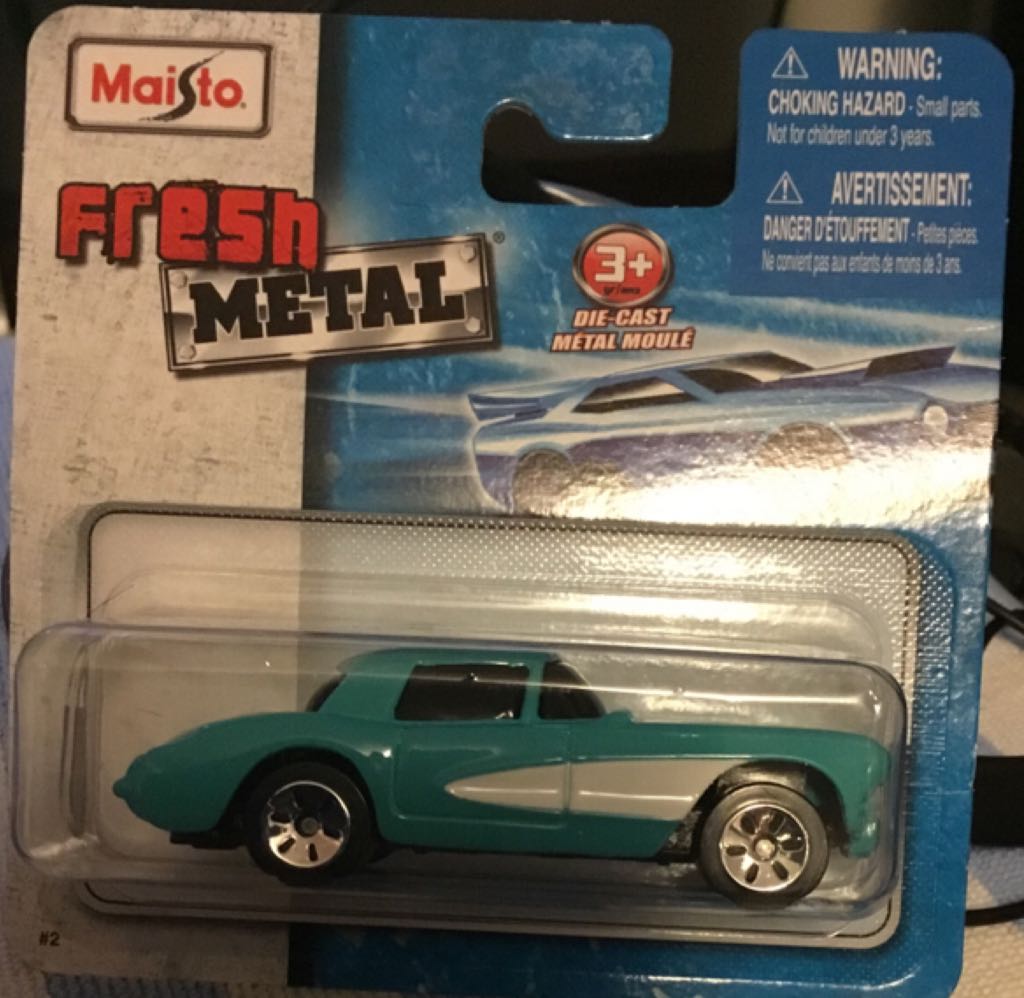 Maisto®
Fresh
METAL®
3+
DIE-CAST
MÉTAL MOULÉ
WARNING:
CHOKING HAZARD - Small parts.
Not for children under 3 years.
AVERTISSEMENT:
DANGER D'ÉTOUFFEMENT - Petites pièces.
Ne convient pas aux enfants de moins de 3 ans.
#2